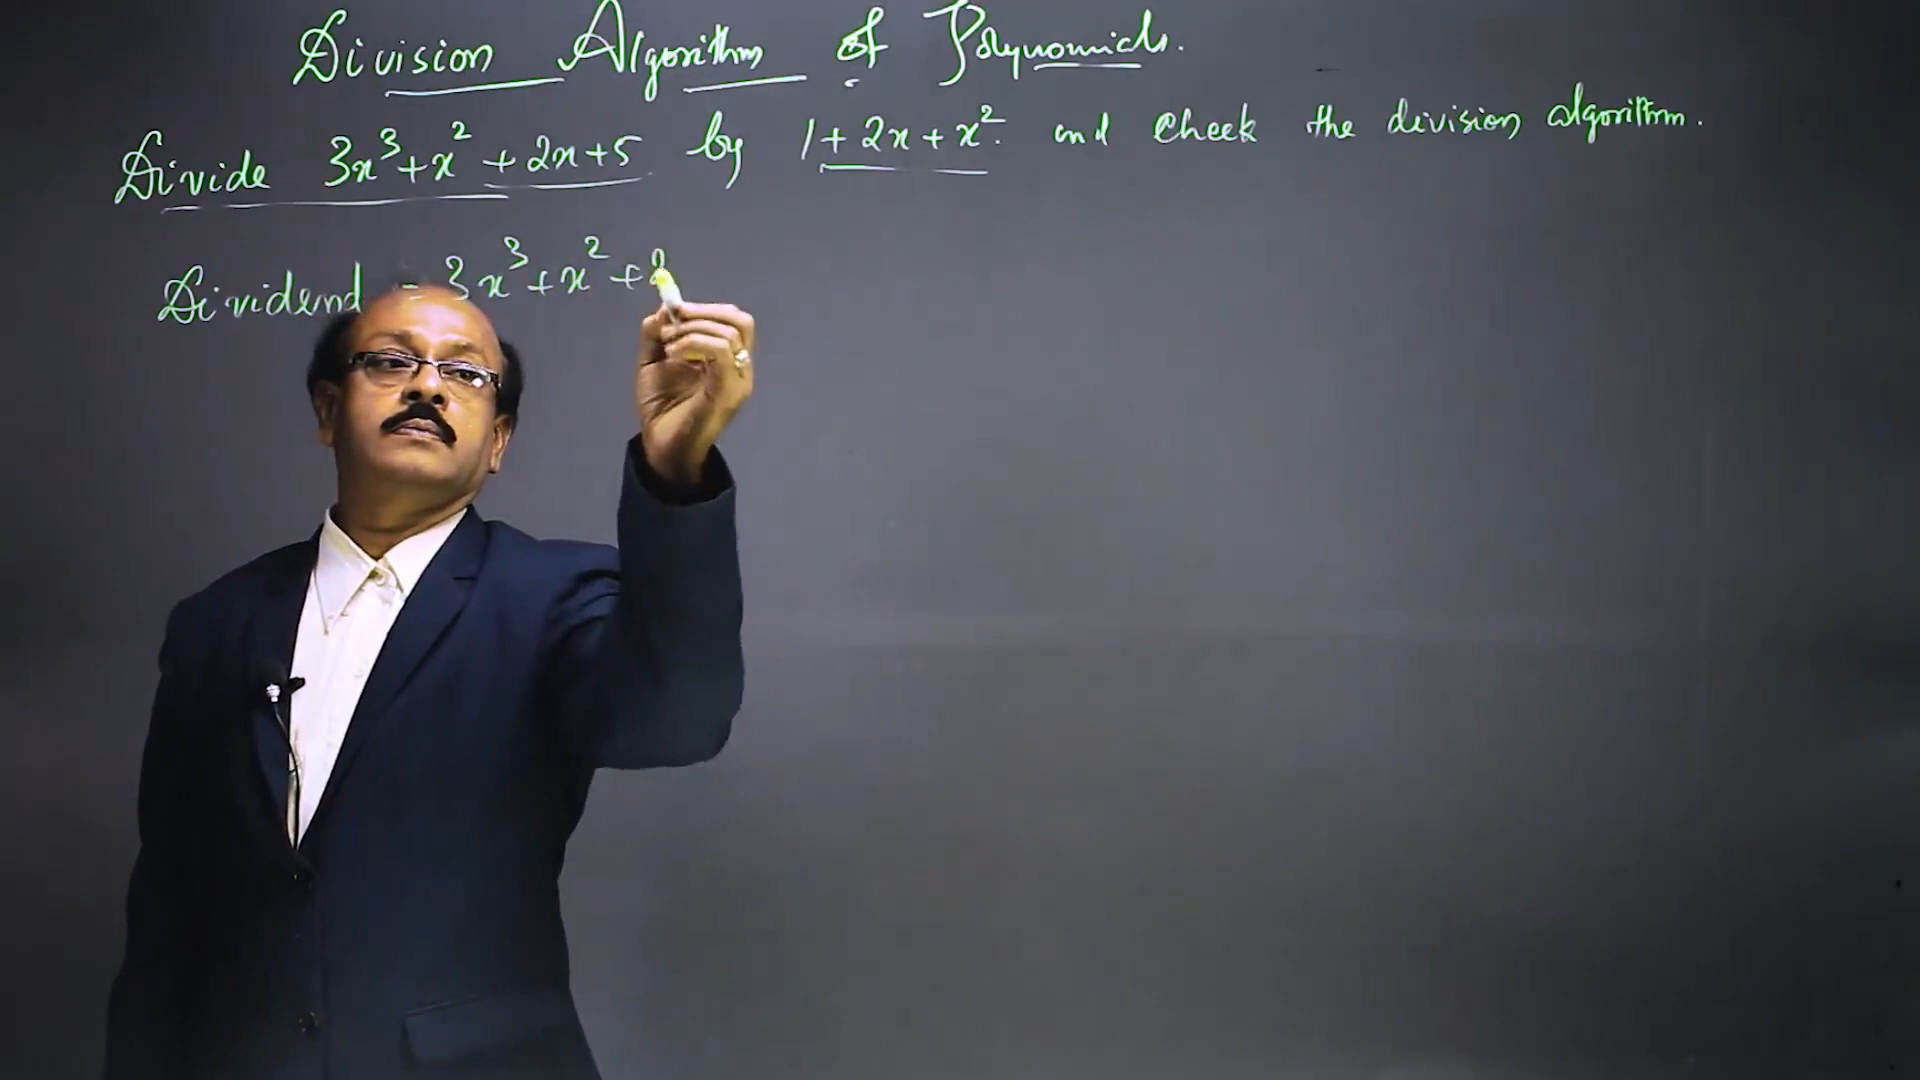 Division Algorithm of Polynomials.
Divide 3x³+x²+2x+5 by 1+2x+x². and check the division algorithm.
Dividend = 3x³+x²+2